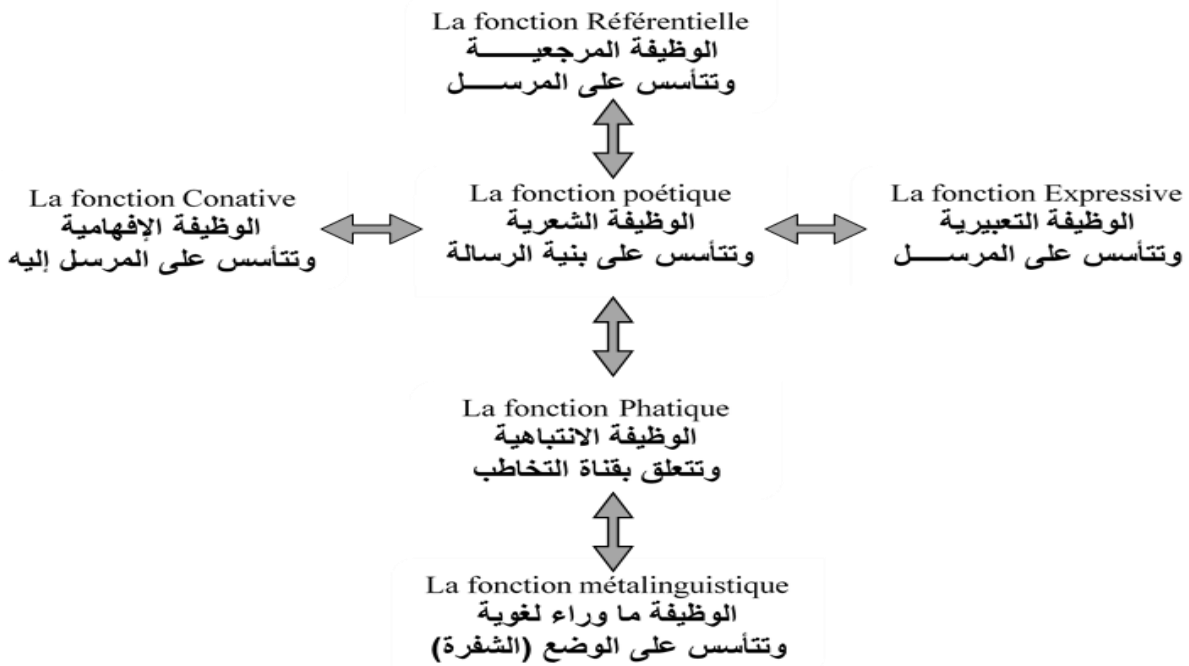 La fonction Référentielle
الوظيفة المرجعيـــــة
وتتأسس على المرســـل
La fonction Expressive
الوظيفة التعبيرية
وتتأسس على المرســـل
La fonction poétique
الوظيفة الشعرية
وتتأسس على بنية الرسالة
La fonction Conative
الوظيفة الإفهامية
وتتأسس على المرسل إليه
La fonction Phatique
الوظيفة الانتباهية
وتتعلق بقناة التخاطب
La fonction métalinguistique
الوظيفة ما وراء لغوية
وتتأسس على الوضع (الشفرة)